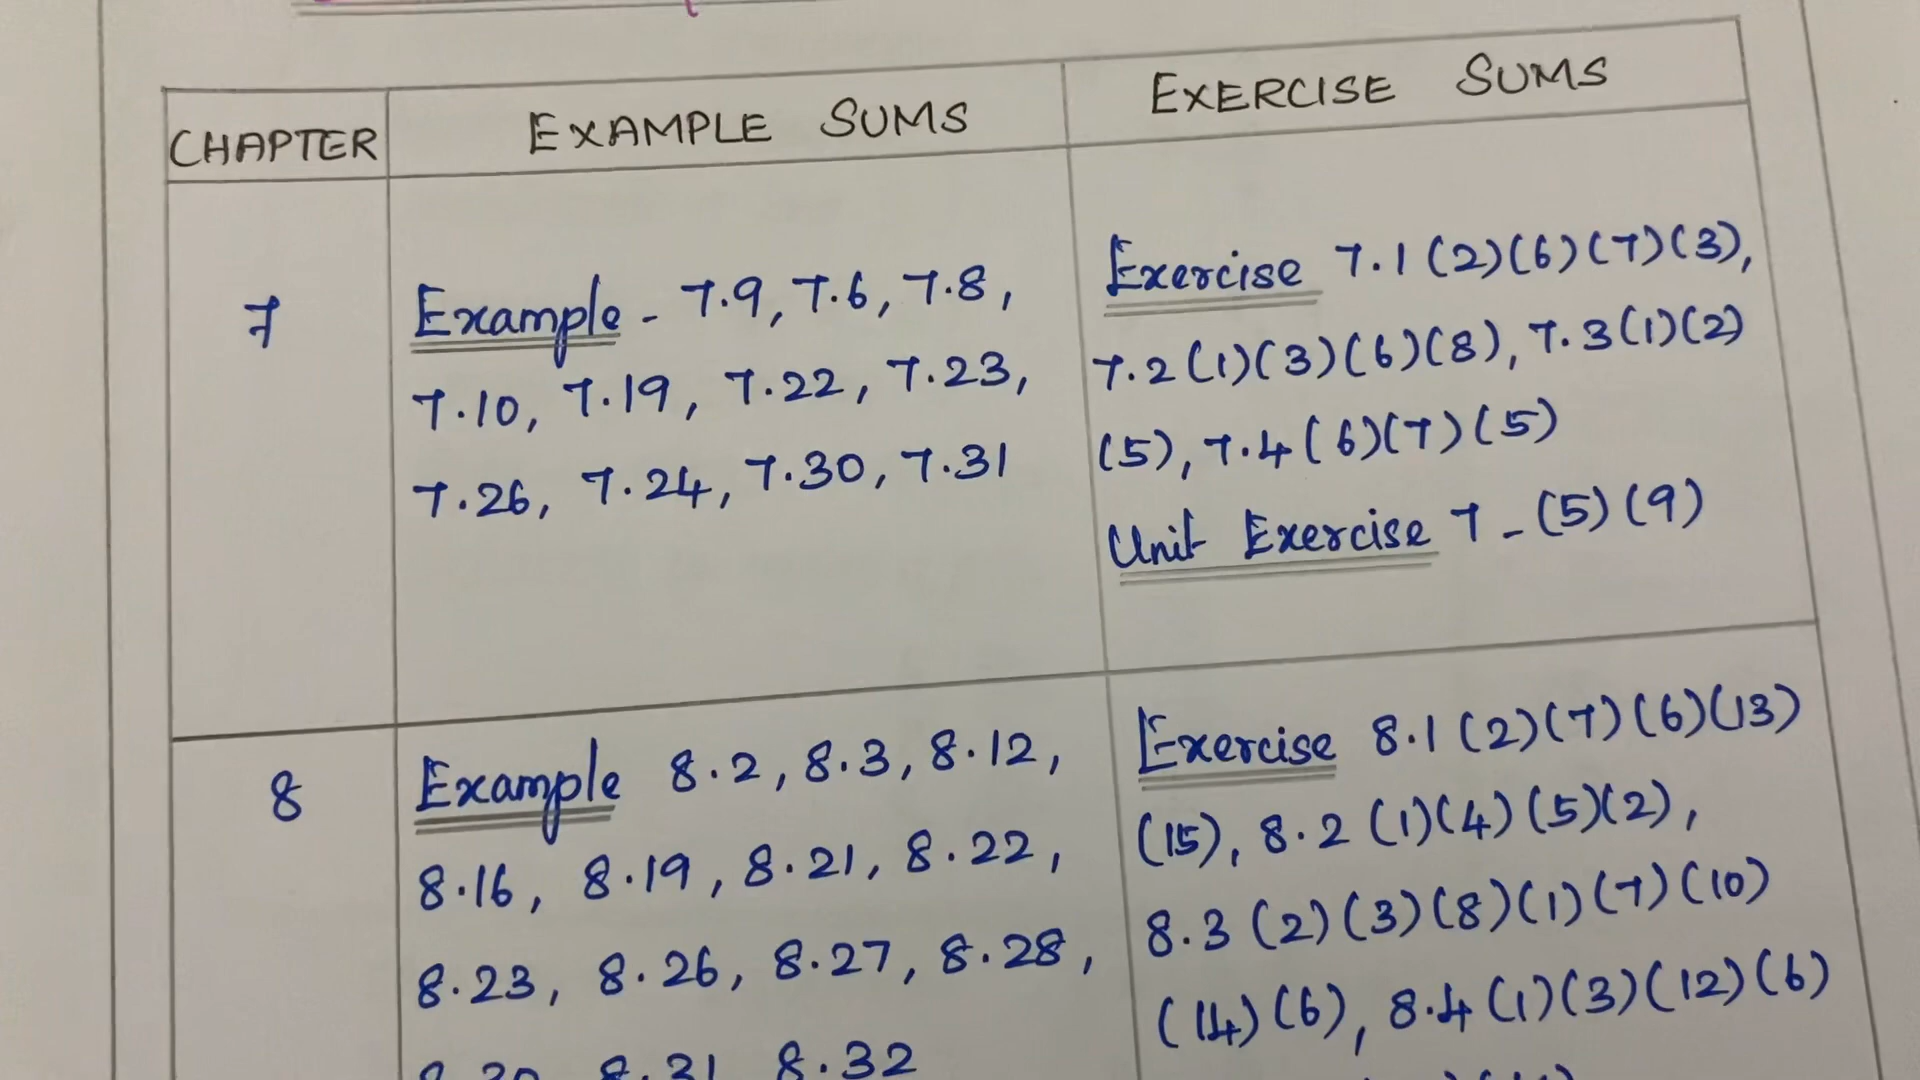 CHAPTER
EXAMPLE SUMS
EXERCISE SUMS
7
Example - 7.9, 7.6, 7.8,
7.10, 7.19, 7.22, 7.23,
7.26, 7.24, 7.30, 7.31
Exercise 7.1 (2)(6)(7)(3),
7.2 (1)(3)(6)(8), 7.3 (1)(2)
(5), 7.4 (6)(7)(5)
Unit Exercise 7 - (5)(9)
8
Example 8.2, 8.3, 8.12,
8.16, 8.19, 8.21, 8.22,
8.23, 8.26, 8.27, 8.28,
8.31 8.32
Exercise 8.1 (2)(7)(6)(13)
(15), 8.2 (1)(4)(5)(2),
8.3 (2)(3)(8)(1)(7)(10)
(14)(6), 8.4 (1)(3)(12)(6)